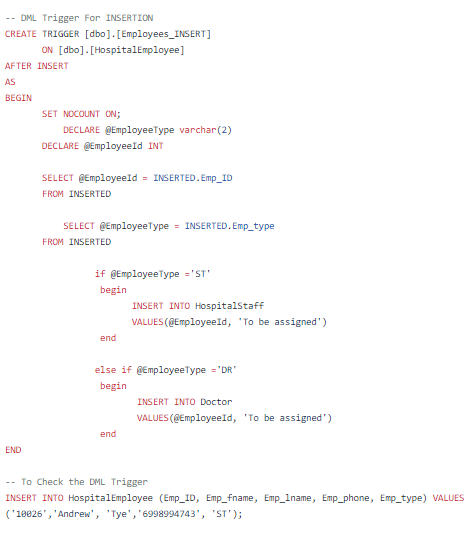 -- DML Trigger For INSERTION
CREATE TRIGGER [dbo].[Employees_INSERT]
ON [dbo].[HospitalEmployee]
AFTER INSERT
AS
BEGIN
SET NOCOUNT ON;
DECLARE @EmployeeType varchar(2)
DECLARE @EmployeeId INT
SELECT @EmployeeId = INSERTED.Emp_ID
FROM INSERTED
SELECT @EmployeeType = INSERTED.Emp_type
FROM INSERTED
if @EmployeeType ='ST'
begin
INSERT INTO HospitalStaff
VALUES(@EmployeeId, 'To be assigned')
end
else if @EmployeeType ='DR'
begin
INSERT INTO Doctor
VALUES(@EmployeeId, 'To be assigned')
end
END
-- To Check the DML Trigger
INSERT INTO HospitalEmployee (Emp_ID, Emp_fname, Emp_lname, Emp_phone, Emp_type) VALUES
('10026','Andrew', 'Tye','6998994743', 'ST');